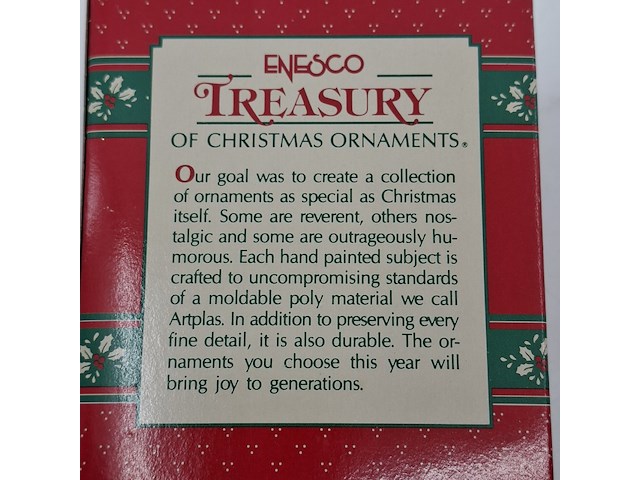 ENESCO
TREASURY
OF CHRISTMAS ORNAMENTS®
Our goal was to create a collection
of ornaments as special as Christmas
itself. Some are reverent, others nos-
talgic and some are outrageously hu-
morous. Each hand painted subject is
crafted to uncompromising standards
of a moldable poly material we call
Artplas. In addition to preserving every
fine detail, it is also durable. The or-
naments you choose this year will
bring joy to generations.